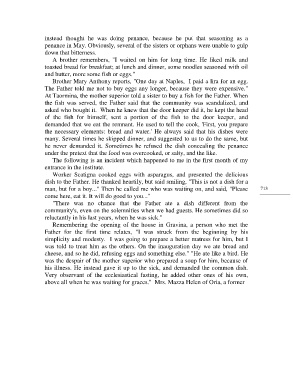 instead thought he was doing penance, because he put that seasoning as a
penance in May. Obviously, several of the sisters or orphans were unable to gulp
down that bitterness.
A brother remembers, "I waited on him for long time. He liked milk and
toasted bread for breakfast; at lunch and dinner, some noodles seasoned with oil
and butter, more some fish or eggs."
Brother Mary Anthony reports, "One day at Naples, I paid a lira for an egg.
The Father told me not to buy eggs any longer, because they were expensive."
At Taormina, the mother superior told a sister to buy a fish for the Father. When
the fish was served, the Father said that the community was scandalized, and
asked who bought it. When he knew that the door keeper did it, he kept the head
of the fish for himself, sent a portion of the fish to the door keeper, and
demanded that we eat the remnant. He used to tell the cook, 'First, you prepare
the necessary elements: bread and water.' He always said that his dishes were
many. Several times he skipped dinner, and suggested to us to do the same, but
he never demanded it. Sometimes he refused the dish concealing the penance
under the pretext that the food was overcooked, or salty, and the like.
The following is an incident which happened to me in the first month of my
entrance in the institute.
Worker Scatigna cooked eggs with asparagus, and presented the delicious
dish to the Father. He thanked heartily, but said smiling, "This is not a dish for a
man, but for a boy..." Then he called me who was waiting on, and said, "Please
come here, eat it. It will do good to you..."
"There was no chance that the Father ate a dish different from the
community's, even on the solemnities when we had guests. He sometimes did so
reluctantly in his last years, when he was sick."
Remembering the opening of the house in Gravina, a person who met the
Father for the first time relates, "I was struck from the beginning by his
simplicity and modesty. I was going to prepare a better mattress for him, but I
was told to treat him as the others. On the inauguration day we ate bread and
cheese, and so he did, refusing eggs and something else." "He ate like a bird. He
was the despair of the mother superior who prepared a soup for him, because of
his illness. He instead gave it up to the sick, and demanded the common dish.
Very observant of the ecclesiastical fasting, he added other ones of his own,
above all when he was waiting for graces." Mrs. Mazza Helen of Oria, a former